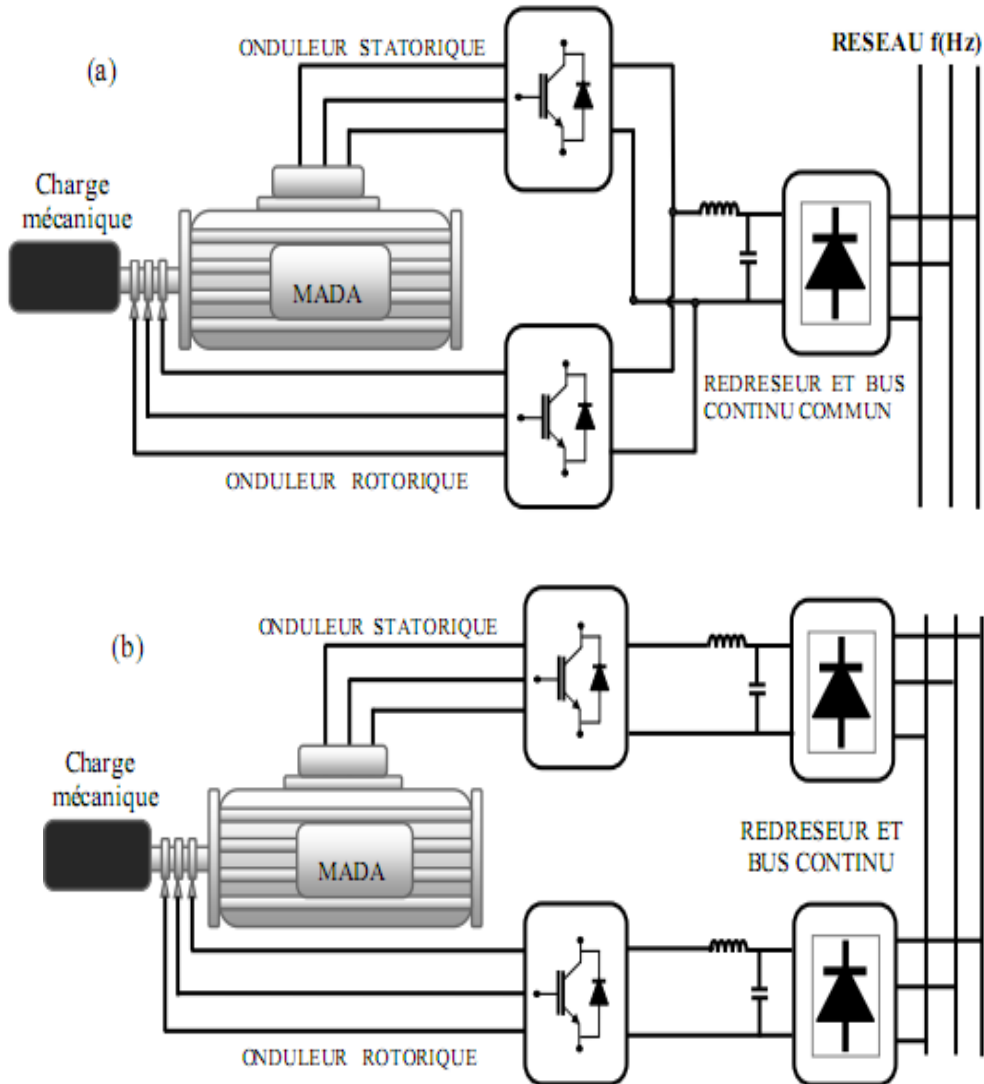 RESEAU f(Hz)
ONDULEUR STATORIQUE
(a)
Charge
mécanique
MADA
REDRESEUR ET BUS
CONTINU COMMUN
ONDULEUR ROTORIQUE
ONDULEUR STATORIQUE
(b)
Charge
mécanique
MADA
REDRESEUR ET
BUS CONTINU
ONDULEUR ROTORIQUE